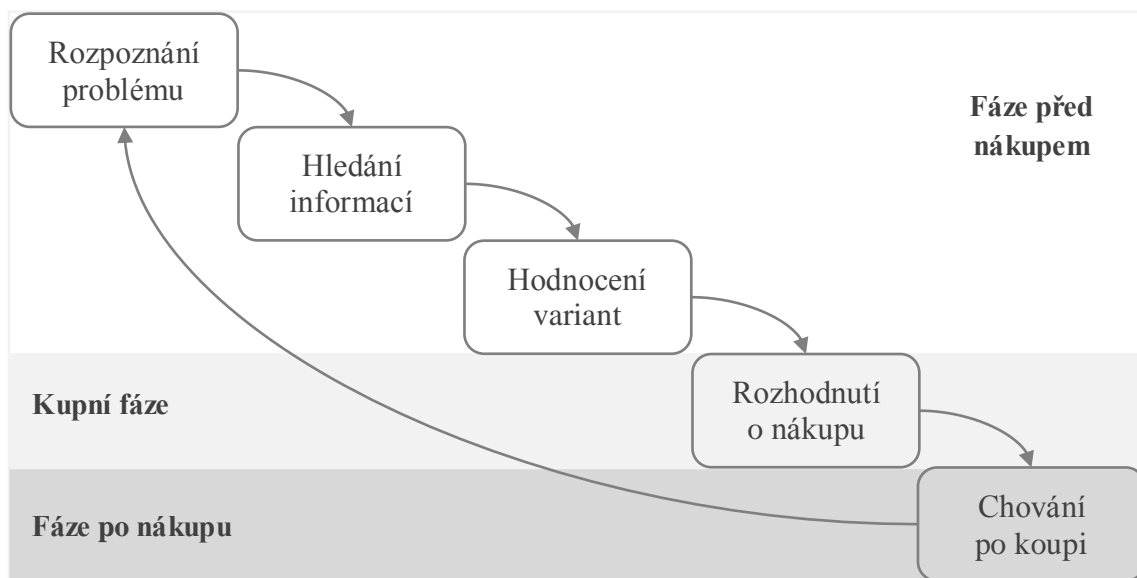 Rozpoznání
problému
Fáze před
nákupem
Hledání
informací
Hodnocení
variant
Kupní fáze
Rozhodnutí
o nákupu
Fáze po nákupu
Chování
po koupi